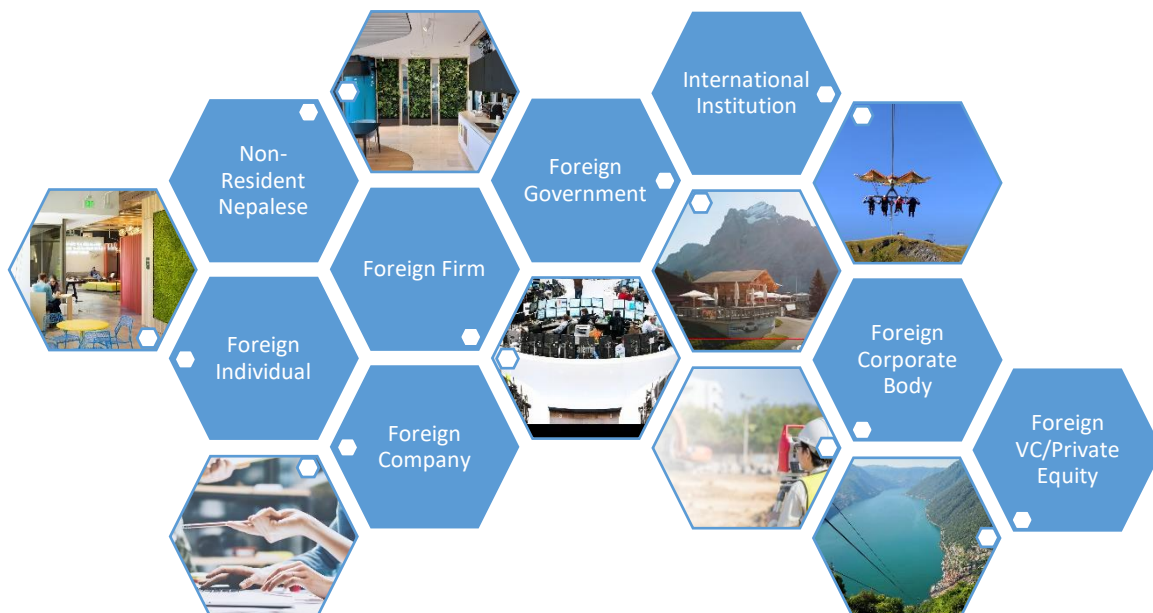 International
Institution
Non-
Resident
Nepalese
Foreign
Government
Foreign Firm
Foreign
Individual
Foreign
Corporate
Body
Foreign
Company
Foreign
VC/Private
Equity